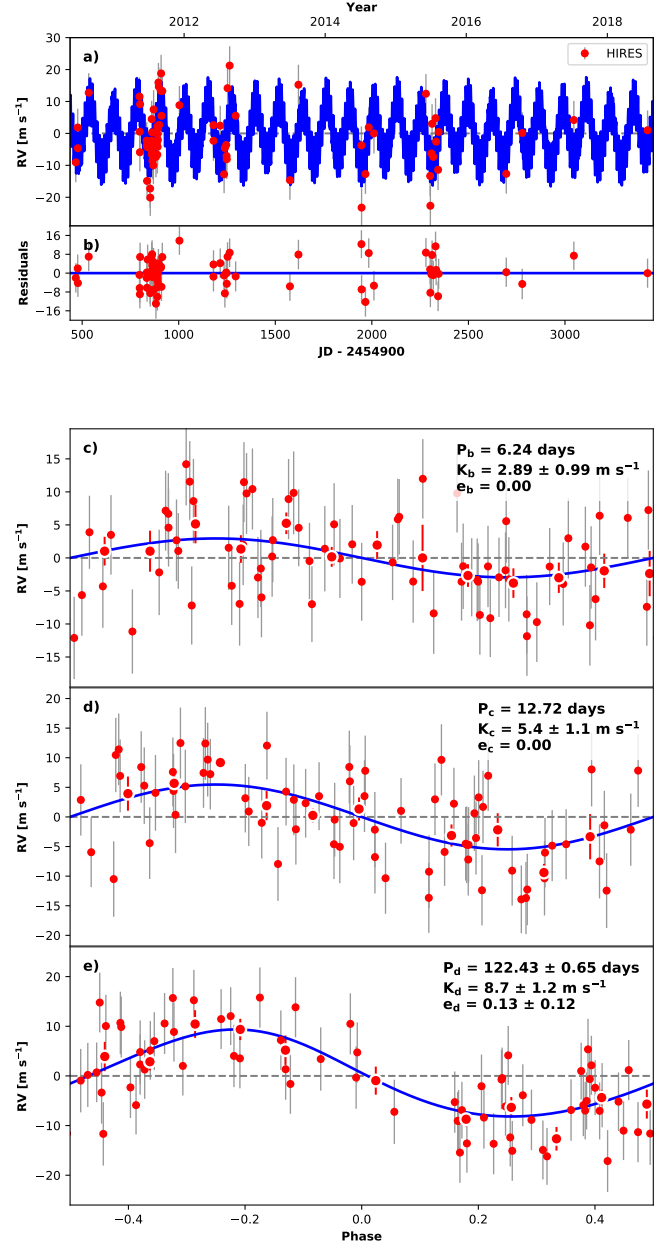 Year
2012 2014 2016 2018
a)
HIRES
30
20
10
0
−10
−20
RV [m s⁻¹]
b)
16
8
0
−8
−16
Residuals
500 1000 1500 2000 2500 3000
JD - 2454900
c)
P_b = 6.24 days
K_b = 2.89 ± 0.99 m s⁻¹
e_b = 0.00
15
10
5
0
−5
−10
−15
RV [m s⁻¹]
d)
P_c = 12.72 days
K_c = 5.4 ± 1.1 m s⁻¹
e_c = 0.00
20
15
10
5
0
−5
−10
−15
−20
RV [m s⁻¹]
e)
P_d = 122.43 ± 0.65 days
K_d = 8.7 ± 1.2 m s⁻¹
e_d = 0.13 ± 0.12
20
10
0
−10
−20
RV [m s⁻¹]
−0.4 −0.2 0.0 0.2 0.4
Phase